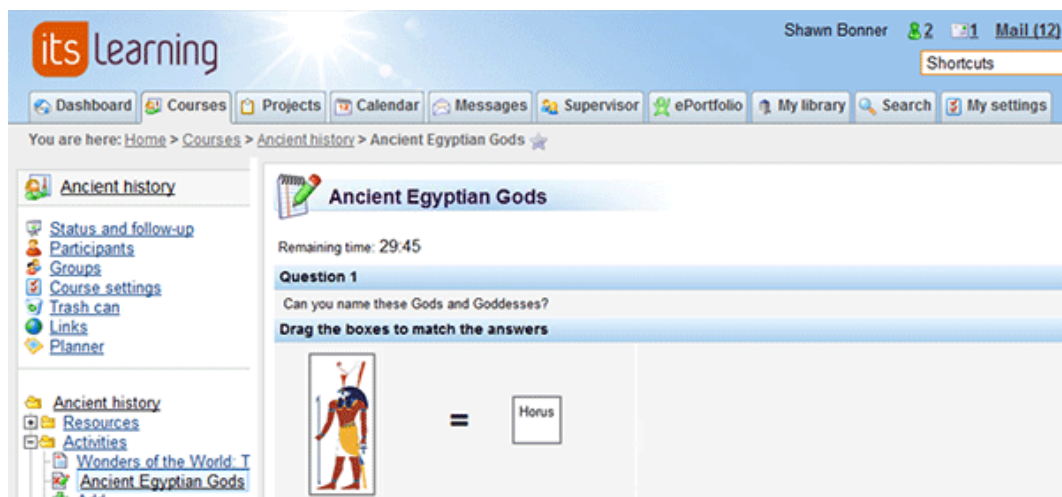 its learning
Shawn Bonner 2 1 Mail (12)
Shortcuts
Dashboard Courses Projects Calendar Messages Supervisor ePortfolio My library Search My settings
You are here: Home > Courses > Ancient history > Ancient Egyptian Gods
Ancient history
Status and follow-up
Participants
Groups
Course settings
Trash can
Links
Planner
Ancient history
Resources
Activities
Wonders of the World: T
Ancient Egyptian Gods
Ancient Egyptian Gods
Remaining time: 29:45
Question 1
Can you name these Gods and Goddesses?
Drag the boxes to match the answers
= Horus